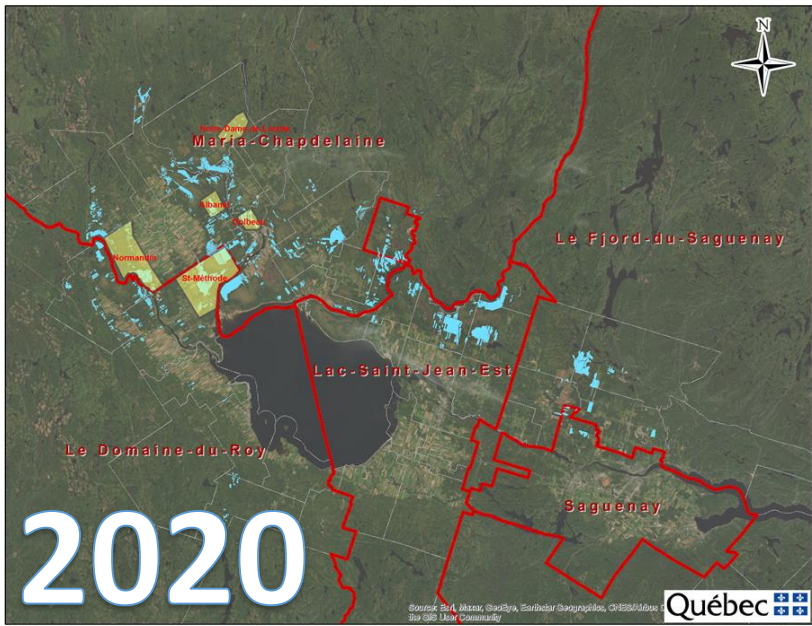 N
Notre-Dame-de-Lorette
Maria-Chapdelaine
Albanel
Dolbeau
Le Fjord-du-Saguenay
Normandin
St-Méthode
Lac-Saint-Jean-Est
Le Domaine-du-Roy
Saguenay
2020
Source: Esri, Maxar, GeoEye, Earthstar Geographics, CNES/Airbus
the GIS User Community
Québec